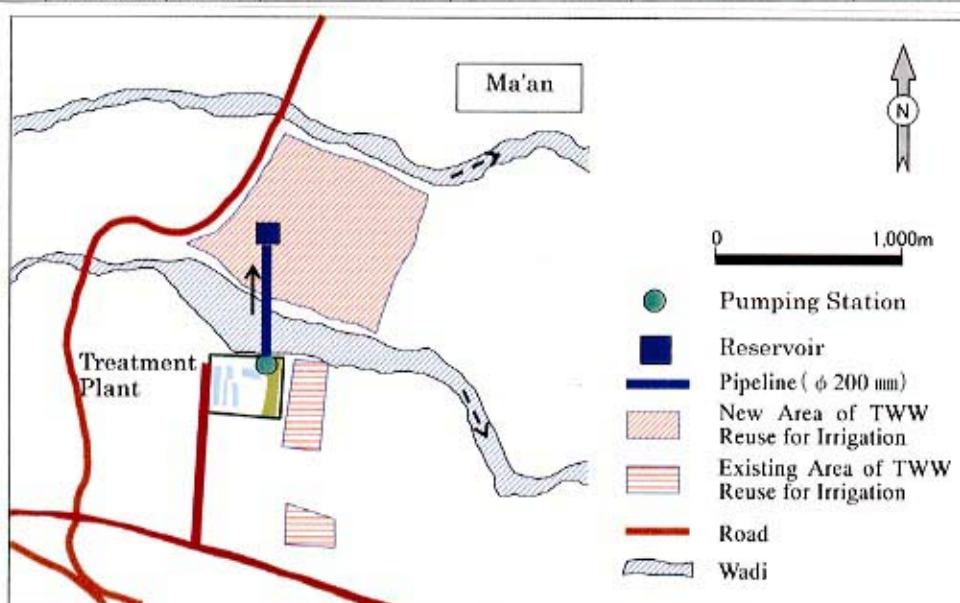 Ma'an
N
0 1,000m
Treatment
Plant
Pumping Station
Reservoir
Pipeline ( φ 200 mm)
New Area of TWW
Reuse for Irrigation
Existing Area of TWW
Reuse for Irrigation
Road
Wadi